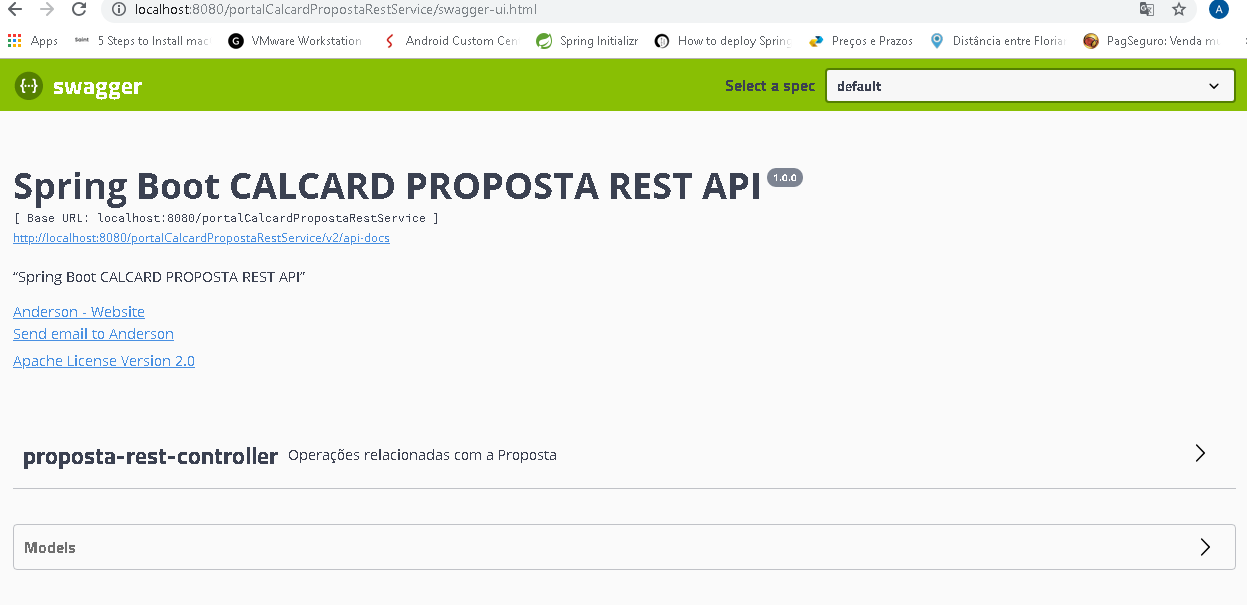 localhost:8080/portalCalcardPropostaRestService/swagger-ui.html
A
Apps 5 Steps to Install mac G VMware Workstation Android Custom Cen Spring Initializr How to deploy Spring Preços e Prazos Distância entre Floria PagSeguro: Venda m
{··} swagger Select a spec default
Spring Boot CALCARD PROPOSTA REST API 1.0.0
[ Base URL: localhost:8080/portalCalcardPropostaRestService ]
http://localhost:8080/portalCalcardPropostaRestService/v2/api-docs
“Spring Boot CALCARD PROPOSTA REST API”
Anderson - Website
Send email to Anderson
Apache License Version 2.0
proposta-rest-controller Operações relacionadas com a Proposta
Models